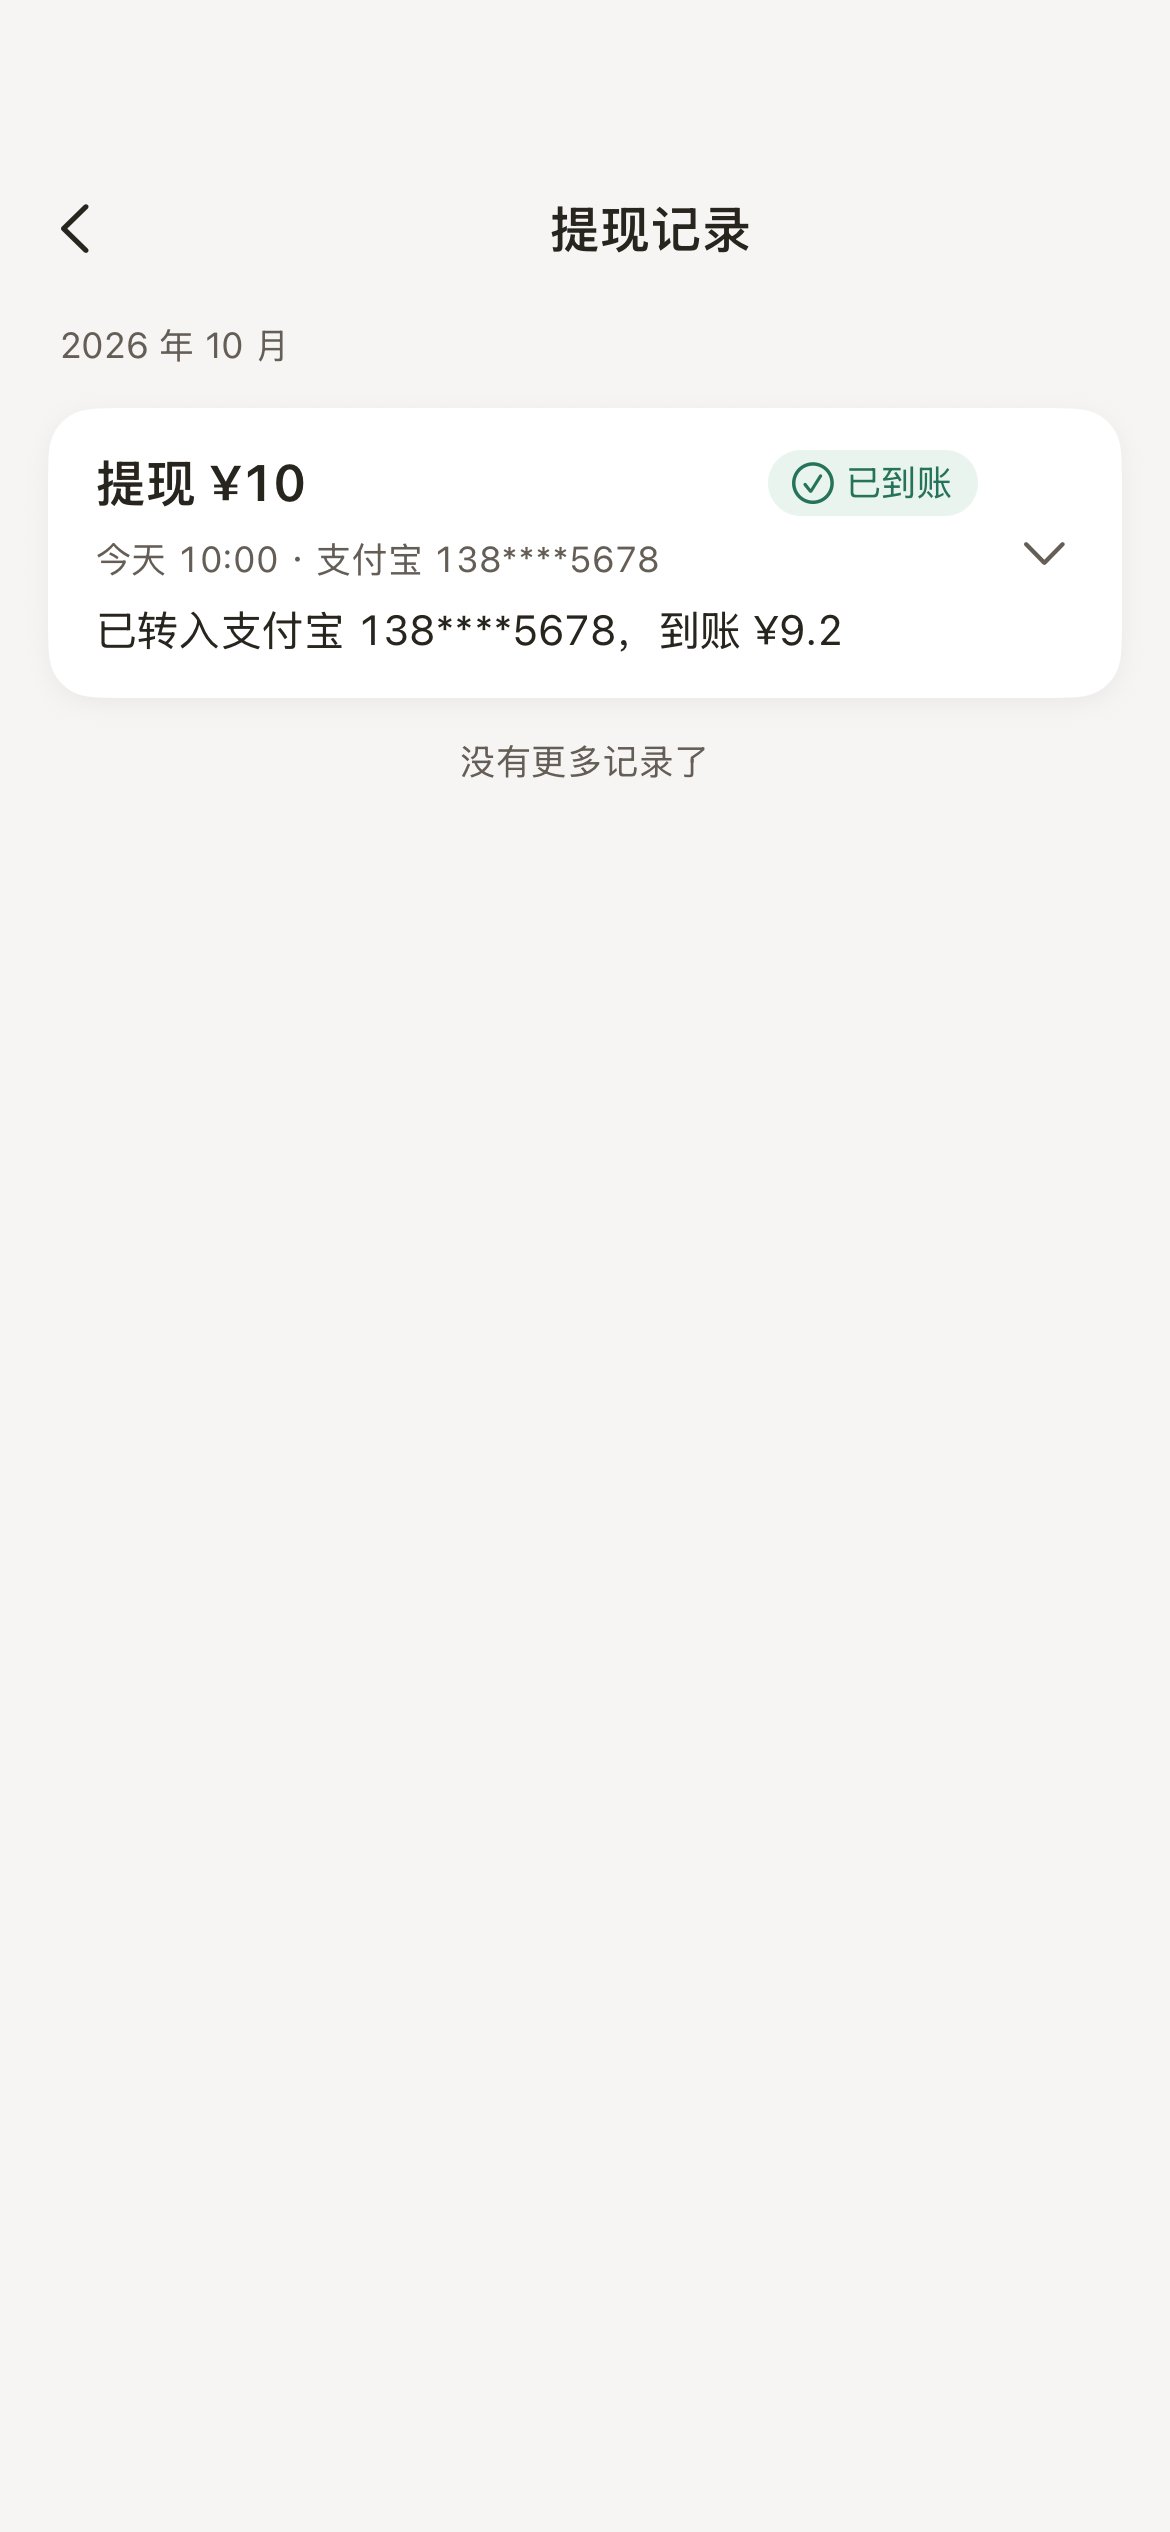 提现记录
2026 年 10 月
提现 ¥10
已到账
今天 10:00 · 支付宝 138****5678
已转入支付宝 138****5678，到账 ¥9.2
没有更多记录了